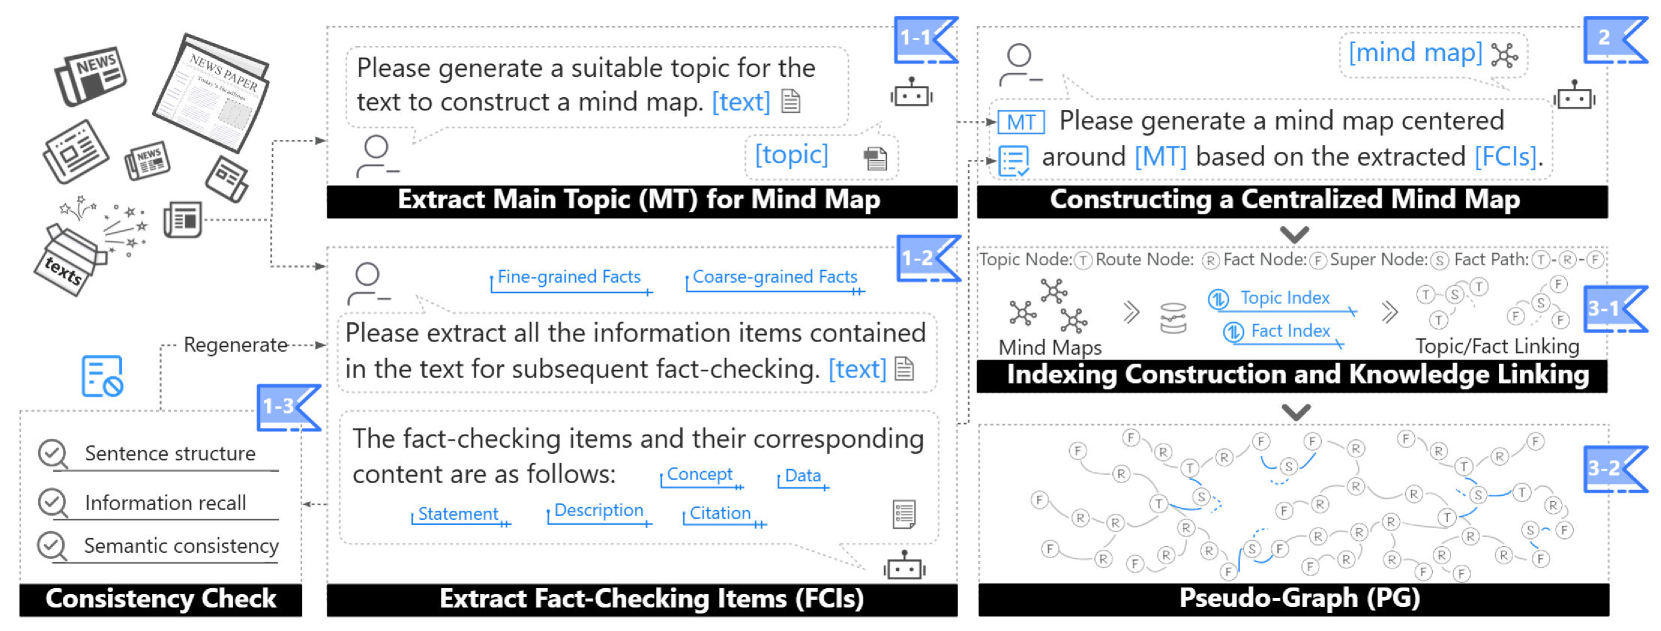 NEWS
NEWS PAPER
Today's Headlines
NEWS
texts
1-1
Please generate a suitable topic for the
text to construct a mind map. [text]
[topic]
Extract Main Topic (MT) for Mind Map
1-2
Fine-grained Facts
Coarse-grained Facts
Please extract all the information items contained
in the text for subsequent fact-checking. [text]
The fact-checking items and their corresponding
content are as follows:
Concept
Data
Statement
Description
Citation
Extract Fact-Checking Items (FCIs)
Regenerate
1-3
Sentence structure
Information recall
Semantic consistency
Consistency Check
2
[mind map]
MT Please generate a mind map centered
around [MT] based on the extracted [FCIs].
Constructing a Centralized Mind Map
Topic Node: T Route Node: R Fact Node: F Super Node: S Fact Path: T-R-F
3-1
Topic Index
Fact Index
T S T
T
F
S
F F
Mind Maps
Topic/Fact Linking
Indexing Construction and Knowledge Linking
3-2
F F F F F F
F R R S R R R F
R T T
F T S F R R S T R
R R R F R R T S F
F R R R S F R R R R F
F R F F F
Pseudo-Graph (PG)